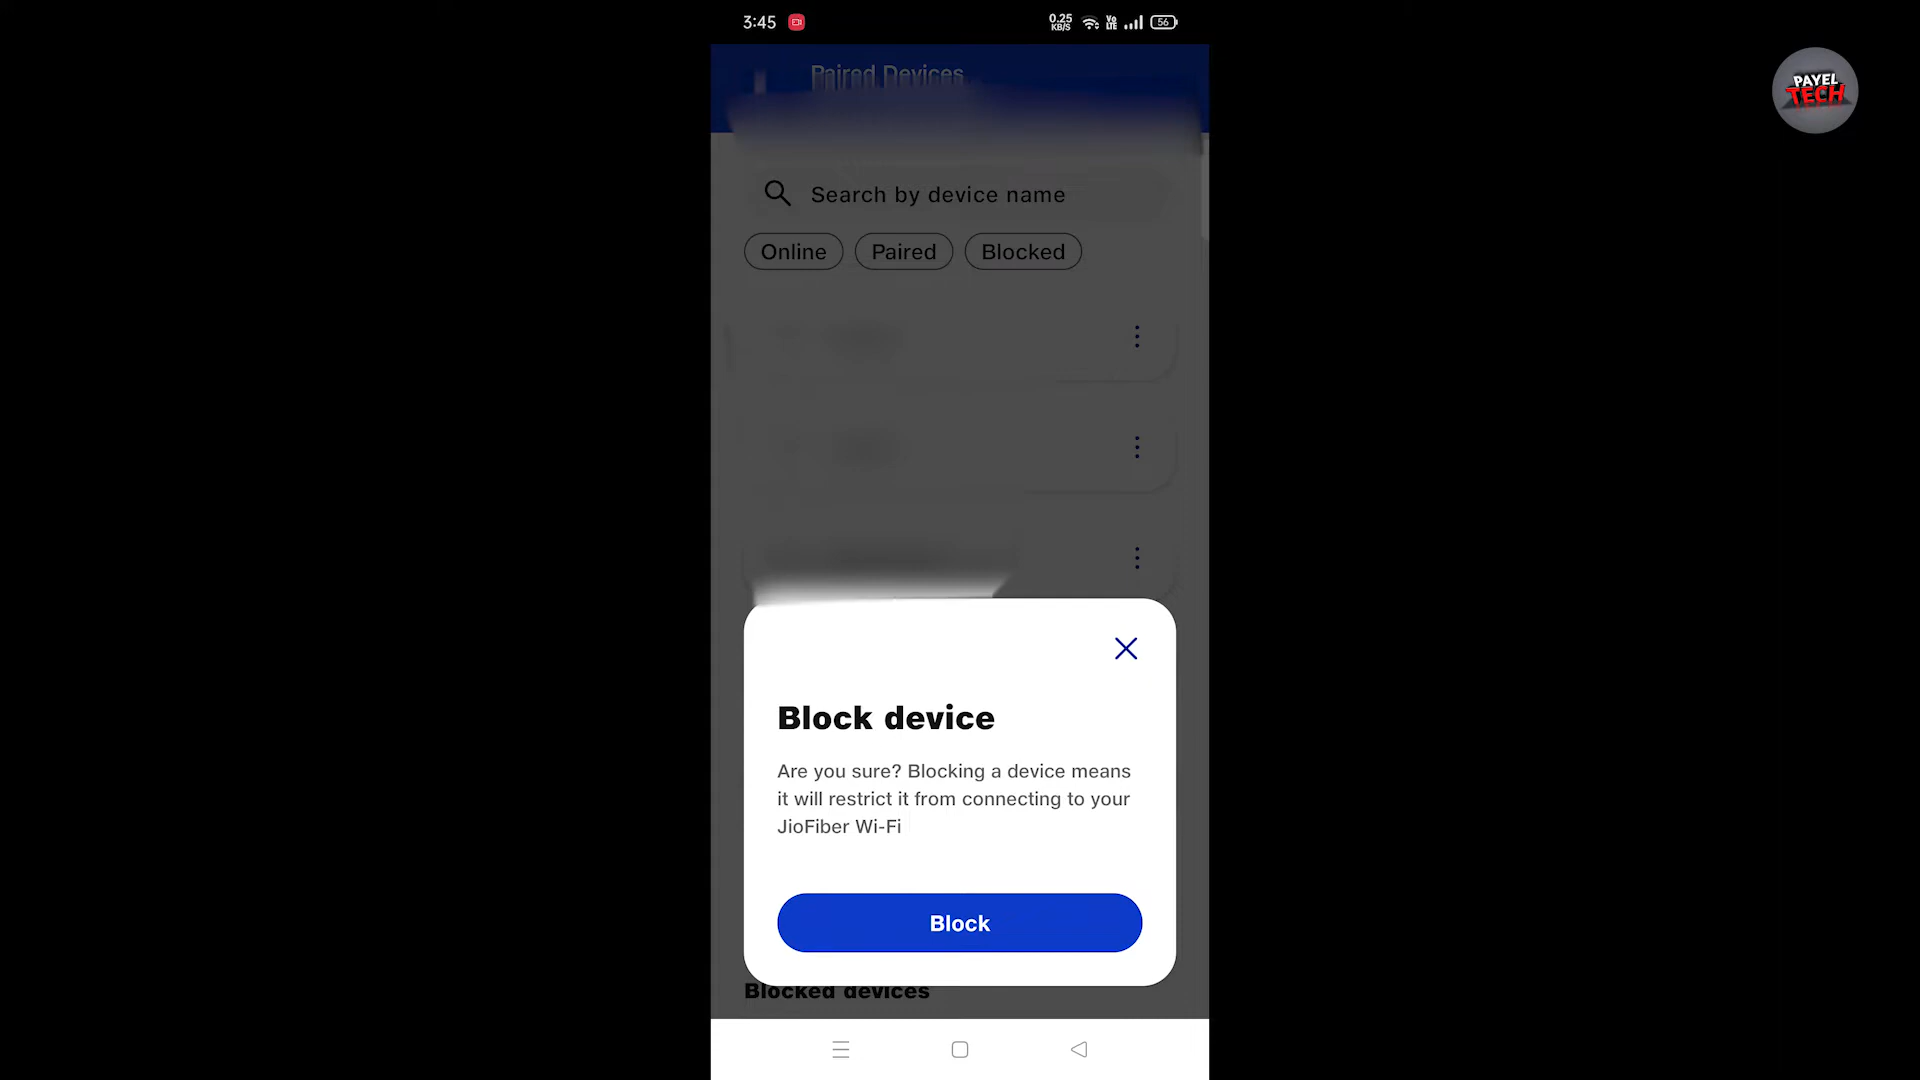 3:45
0.25
KB/S
Vo
LTE
56
PAYEL
TECH
Paired Devices
Search by device name
Online
Paired
Blocked
Block device
Are you sure? Blocking a device means
it will restrict it from connecting to your
JioFiber Wi-Fi
Block
Blocked devices